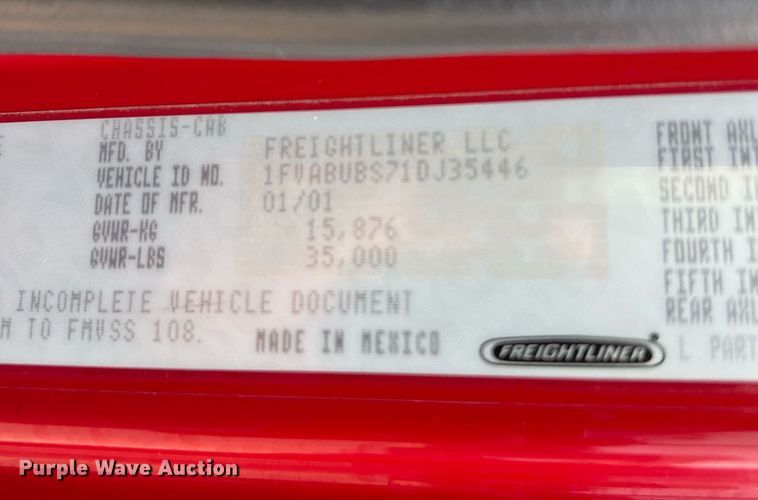 CHASSIS-CAB
MFD. BY FREIGHTLINER LLC
VEHICLE ID NO. 1FVABUBS71DJ35446
DATE OF MFR. 01/01
GVWR-KG 15,876
GVWR-LBS 35,000
INCOMPLETE VEHICLE DOCUMENT
M TO FMVSS 108.
MADE IN MEXICO
FREIGHTLINER
FRONT AXL
FIRST INT
SECOND I
THIRD INT
FOURTH I
FIFTH INT
REAR AXL
L PART
Purple Wave Auction